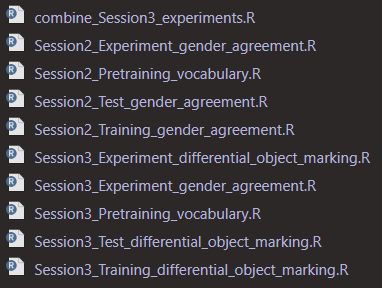 combine_Session3_experiments.R
Session2_Experiment_gender_agreement.R
Session2_Pretraining_vocabulary.R
Session2_Test_gender_agreement.R
Session2_Training_gender_agreement.R
Session3_Experiment_differential_object_marking.R
Session3_Experiment_gender_agreement.R
Session3_Pretraining_vocabulary.R
Session3_Test_differential_object_marking.R
Session3_Training_differential_object_marking.R